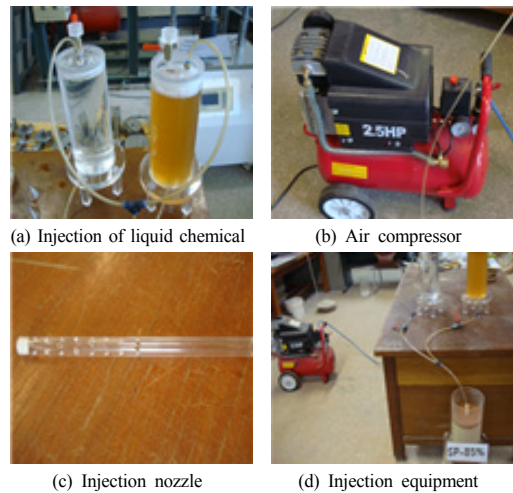 (a) Injection of liquid chemical
(b) Air compressor
2.5HP
(c) Injection nozzle
(d) Injection equipment
SP-85%